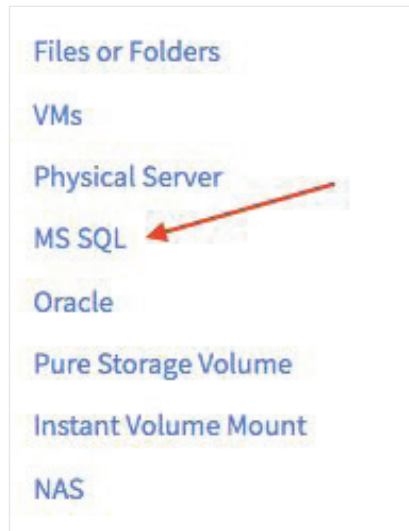 Files or Folders
VMs
Physical Server
MS SQL
Oracle
Pure Storage Volume
Instant Volume Mount
NAS